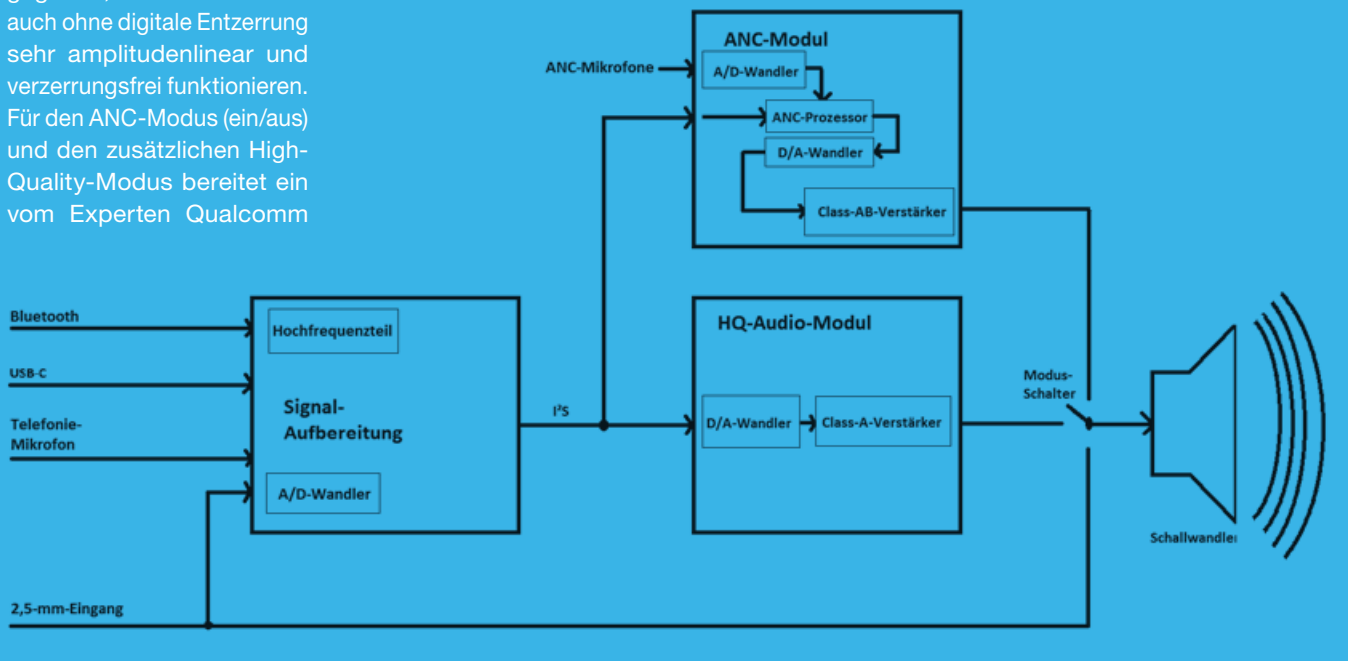 auch ohne digitale Entzerrung
sehr amplitudenlinear und
verzerrungsfrei funktionieren.
Für den ANC-Modus (ein/aus)
und den zusätzlichen High-
Quality-Modus bereitet ein
vom Experten Qualcomm
ANC-Modul
ANC-Mikrofone
A/D-Wandler
ANC-Prozessor
D/A-Wandler
Class-AB-Verstärker
Bluetooth
USB-C
Telefonie-
Mikrofon
2,5-mm-Eingang
Hochfrequenzteil
Signal-
Aufbereitung
A/D-Wandler
I²S
HQ-Audio-Modul
D/A-Wandler
Class-A-Verstärker
Modus-
Schalter
Schallwandler